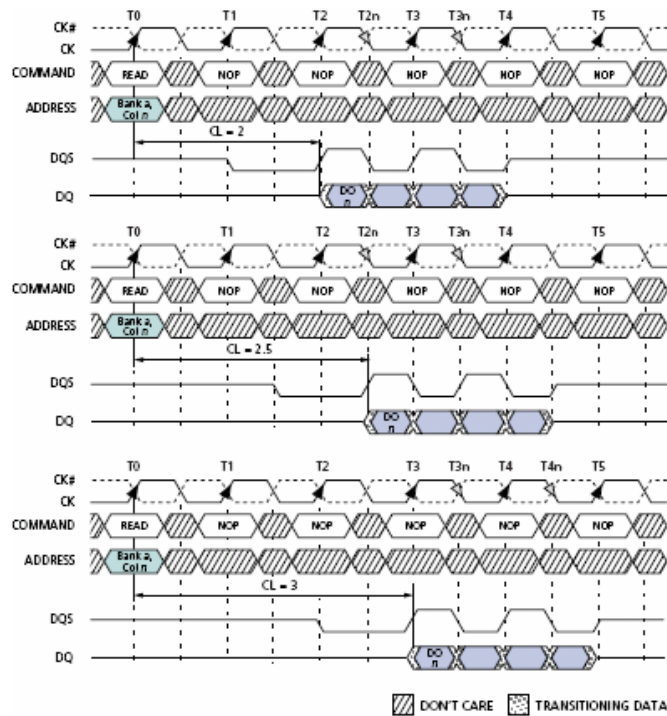 T0 T1 T2 T2n T3 T3n T4 T5
CK#
CK
COMMAND READ NOP NOP NOP NOP NOP
ADDRESS Bank a,
Col n
CL = 2
DQS
DQ DO
n
T0 T1 T2 T2n T3 T3n T4 T5
CK#
CK
COMMAND READ NOP NOP NOP NOP NOP
ADDRESS Bank a,
Col n
CL = 2.5
DQS
DQ DO
n
T0 T1 T2 T3 T3n T4 T4n T5
CK#
CK
COMMAND READ NOP NOP NOP NOP NOP
ADDRESS Bank a,
Col n
CL = 3
DQS
DQ DO
n
DON'T CARE TRANSITIONING DATA